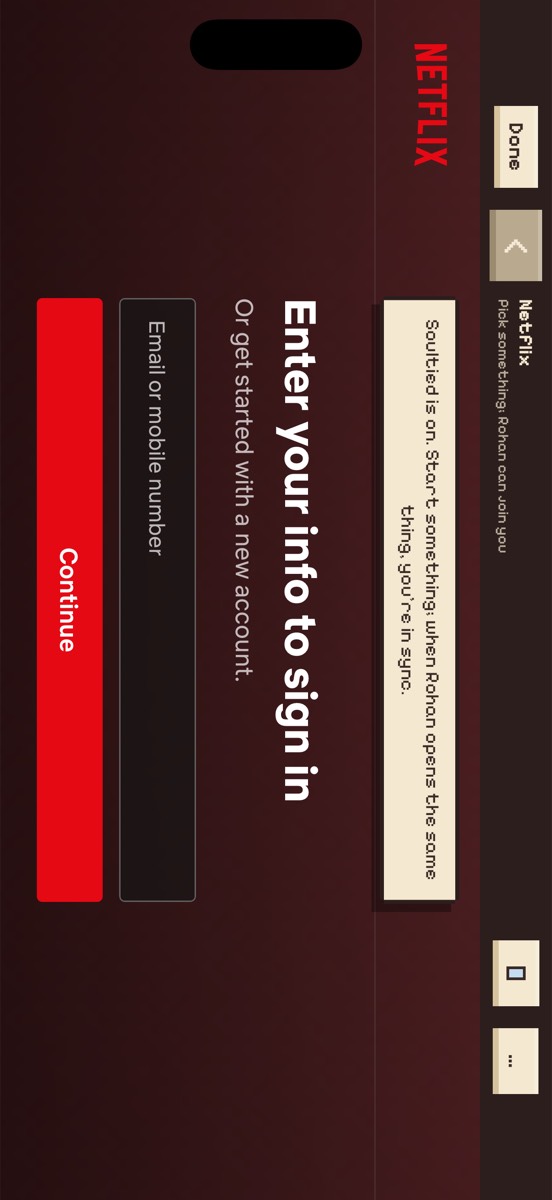 Done
Netflix
Pick something; Rohan can join you
...
NETFLIX
Soultied is on. Start something; when Rohan opens the same
thing, you're in sync.
Enter your info to sign in
Or get started with a new account.
Email or mobile number
Continue